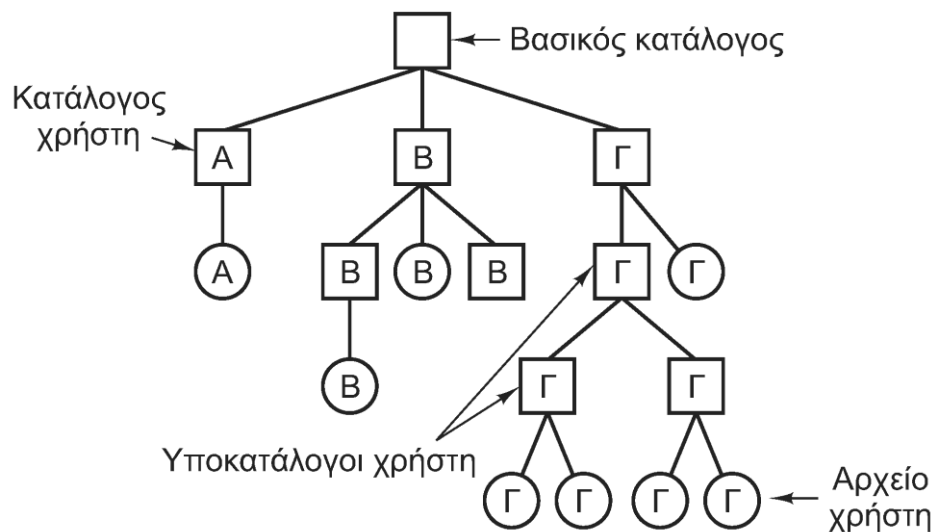 Βασικός κατάλογος
Κατάλογος
χρήστη
Α
Β
Γ
Α
Β
Β
Β
Γ
Γ
Β
Γ
Γ
Υποκατάλογοι χρήστη
Γ
Γ
Γ
Γ
Αρχείο
χρήστη